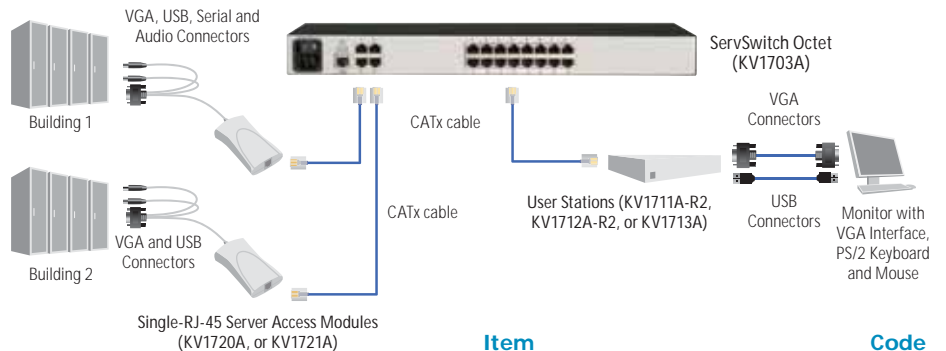 VGA, USB, Serial and
Audio Connectors
ServSwitch Octet
(KV1703A)
Building 1
CATx cable
VGA
Connectors
CATx cable
User Stations (KV1711A-R2,
KV1712A-R2, or KV1713A)
USB
Connectors
Monitor with
VGA Interface,
PS/2 Keyboard
and Mouse
VGA and USB
Connectors
Building 2
Single-RJ-45 Server Access Modules
(KV1720A, or KV1721A)
Item
Code